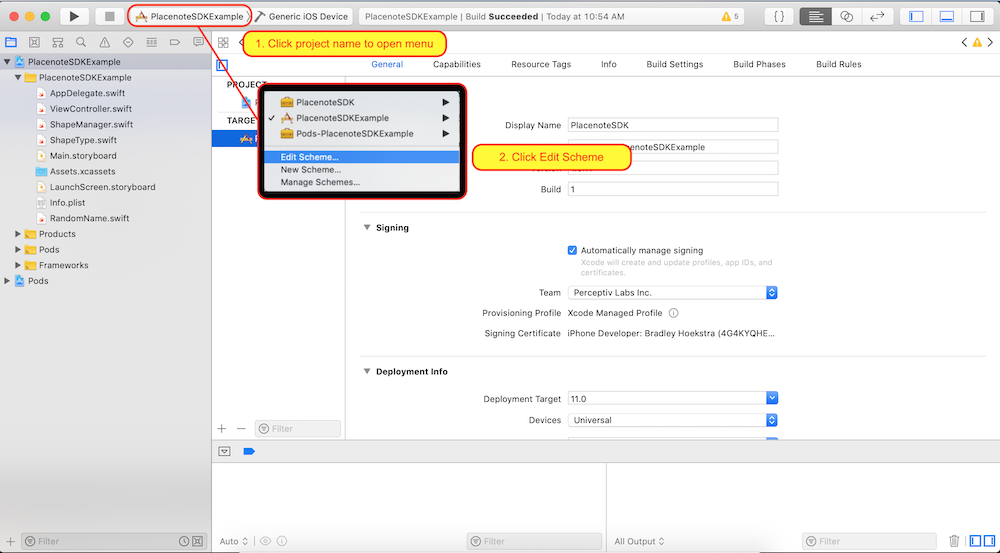 PlacenoteSDKExample
Generic iOS Device
PlacenoteSDKExample | Build Succeeded | Today at 10:54 AM
5
{ }
1. Click project name to open menu
PlacenoteSDKExample
PlacenoteSDKExample
AppDelegate.swift
ViewController.swift
ShapeManager.swift
ShapeType.swift
Main.storyboard
Assets.xcassets
LaunchScreen.storyboard
Info.plist
RandomName.swift
Products
Pods
Frameworks
Pods
General
Capabilities
Resource Tags
Info
Build Settings
Build Phases
Build Rules
PROJECT
TARGE
PlacenoteSDK
PlacenoteSDKExample
Pods-PlacenoteSDKExample
Edit Scheme...
New Scheme...
Manage Schemes...
2. Click Edit Scheme
Display Name PlacenoteSDK
enoteSDKExample
Build 1
Signing
Automatically manage signing
Xcode will create and update profiles, app IDs, and
certificates.
Team Perceptiv Labs Inc.
Provisioning Profile Xcode Managed Profile
Signing Certificate iPhone Developer: Bradley Hoekstra (4G4KYQHE...
Deployment Info
Deployment Target 11.0
Devices Universal
Filter
Filter
Auto
Filter
All Output
Filter